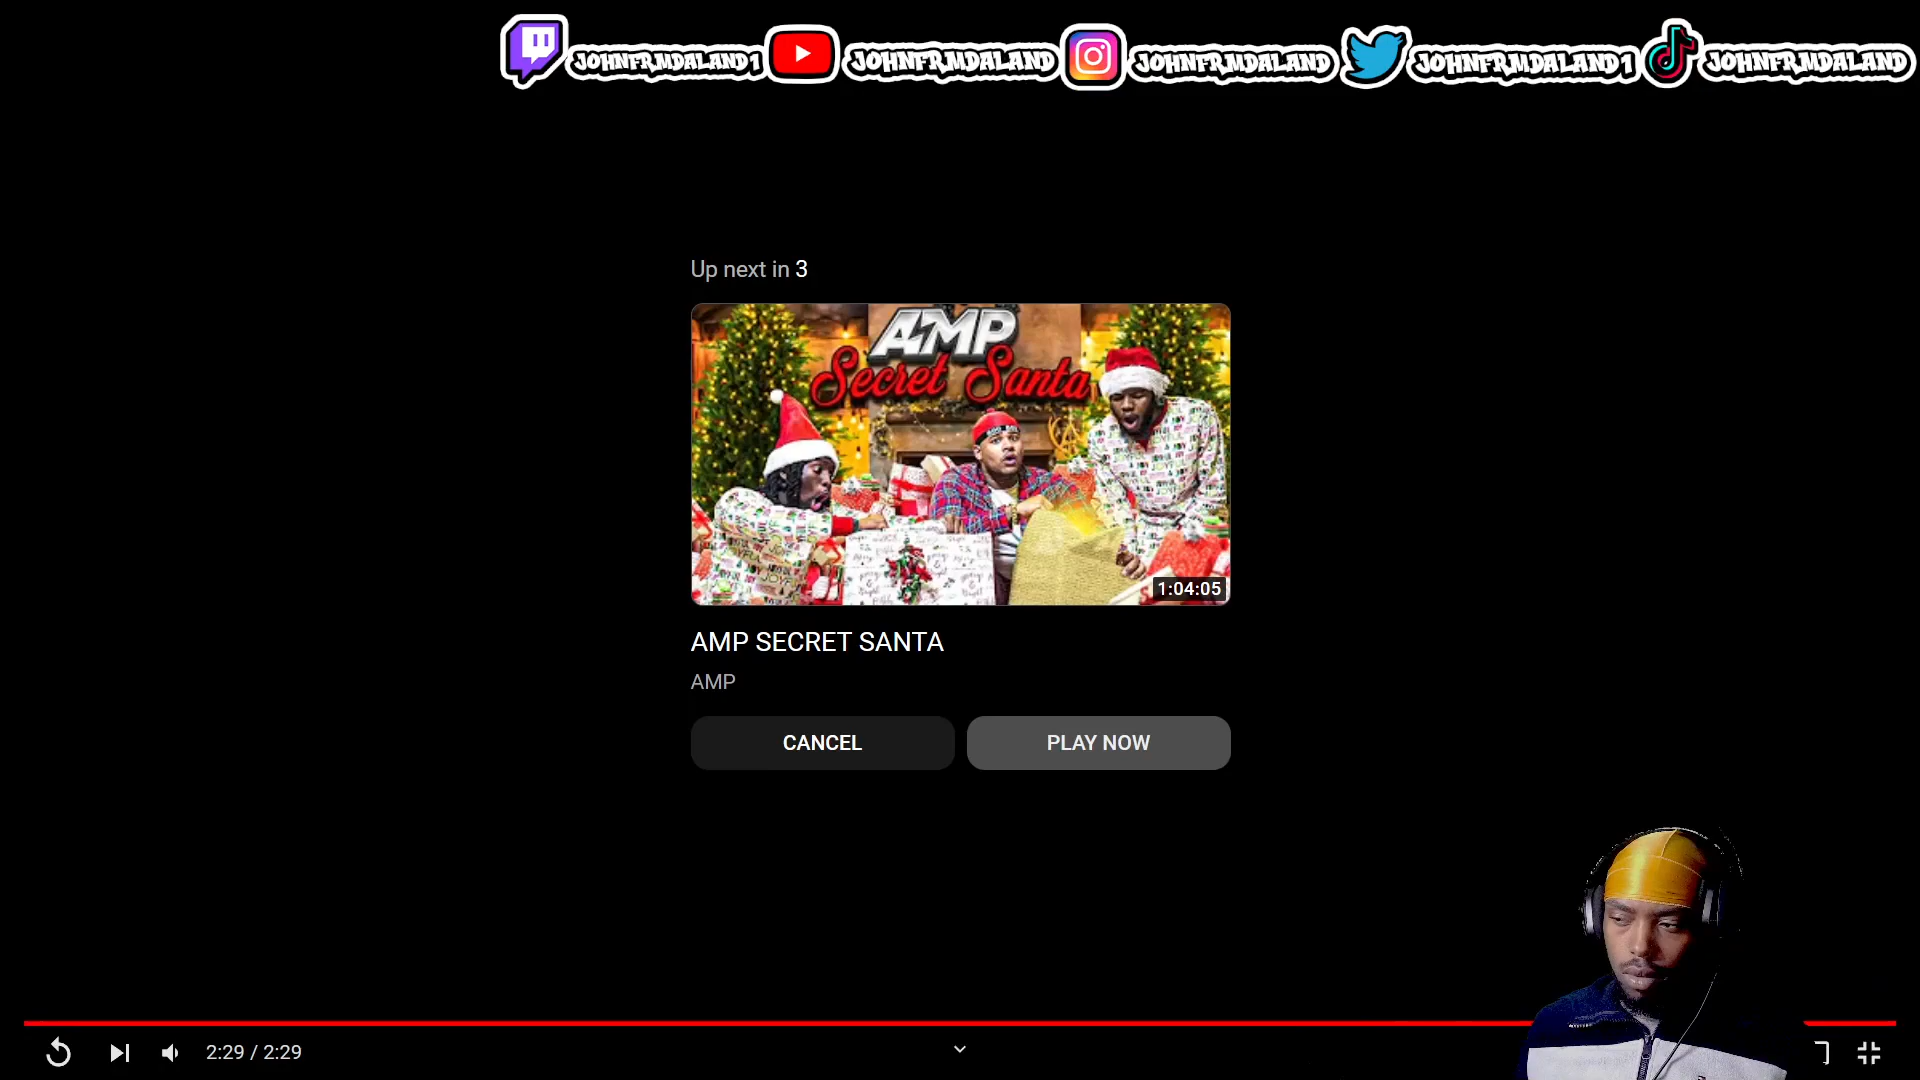 JOHNFRMDALAND1 JOHNFRMDALAND JOHNFRMDALAND JOHNFRMDALAND1 JOHNFRMDALAND
Up next in 3
AMP
Secret Santa
1:04:05
AMP SECRET SANTA
AMP
CANCEL PLAY NOW
2:29 / 2:29